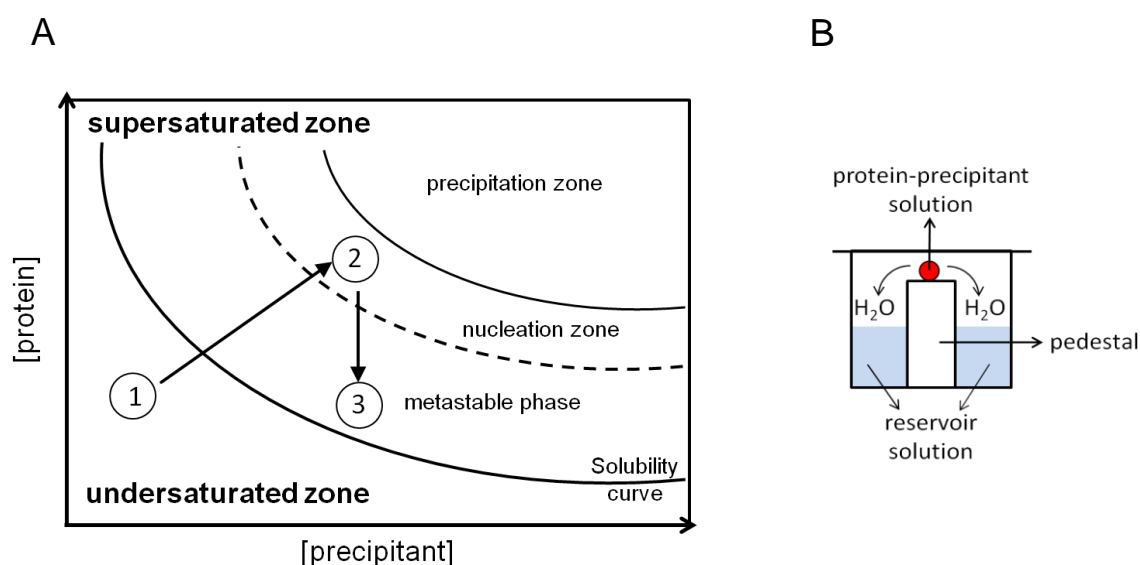 A
B
supersaturated zone
precipitation zone
protein-precipitant
solution
2
[protein]
H₂O
H₂O
nucleation zone
pedestal
1
3
metastable phase
reservoir
solution
Solubility
curve
undersaturated zone
[precipitant]